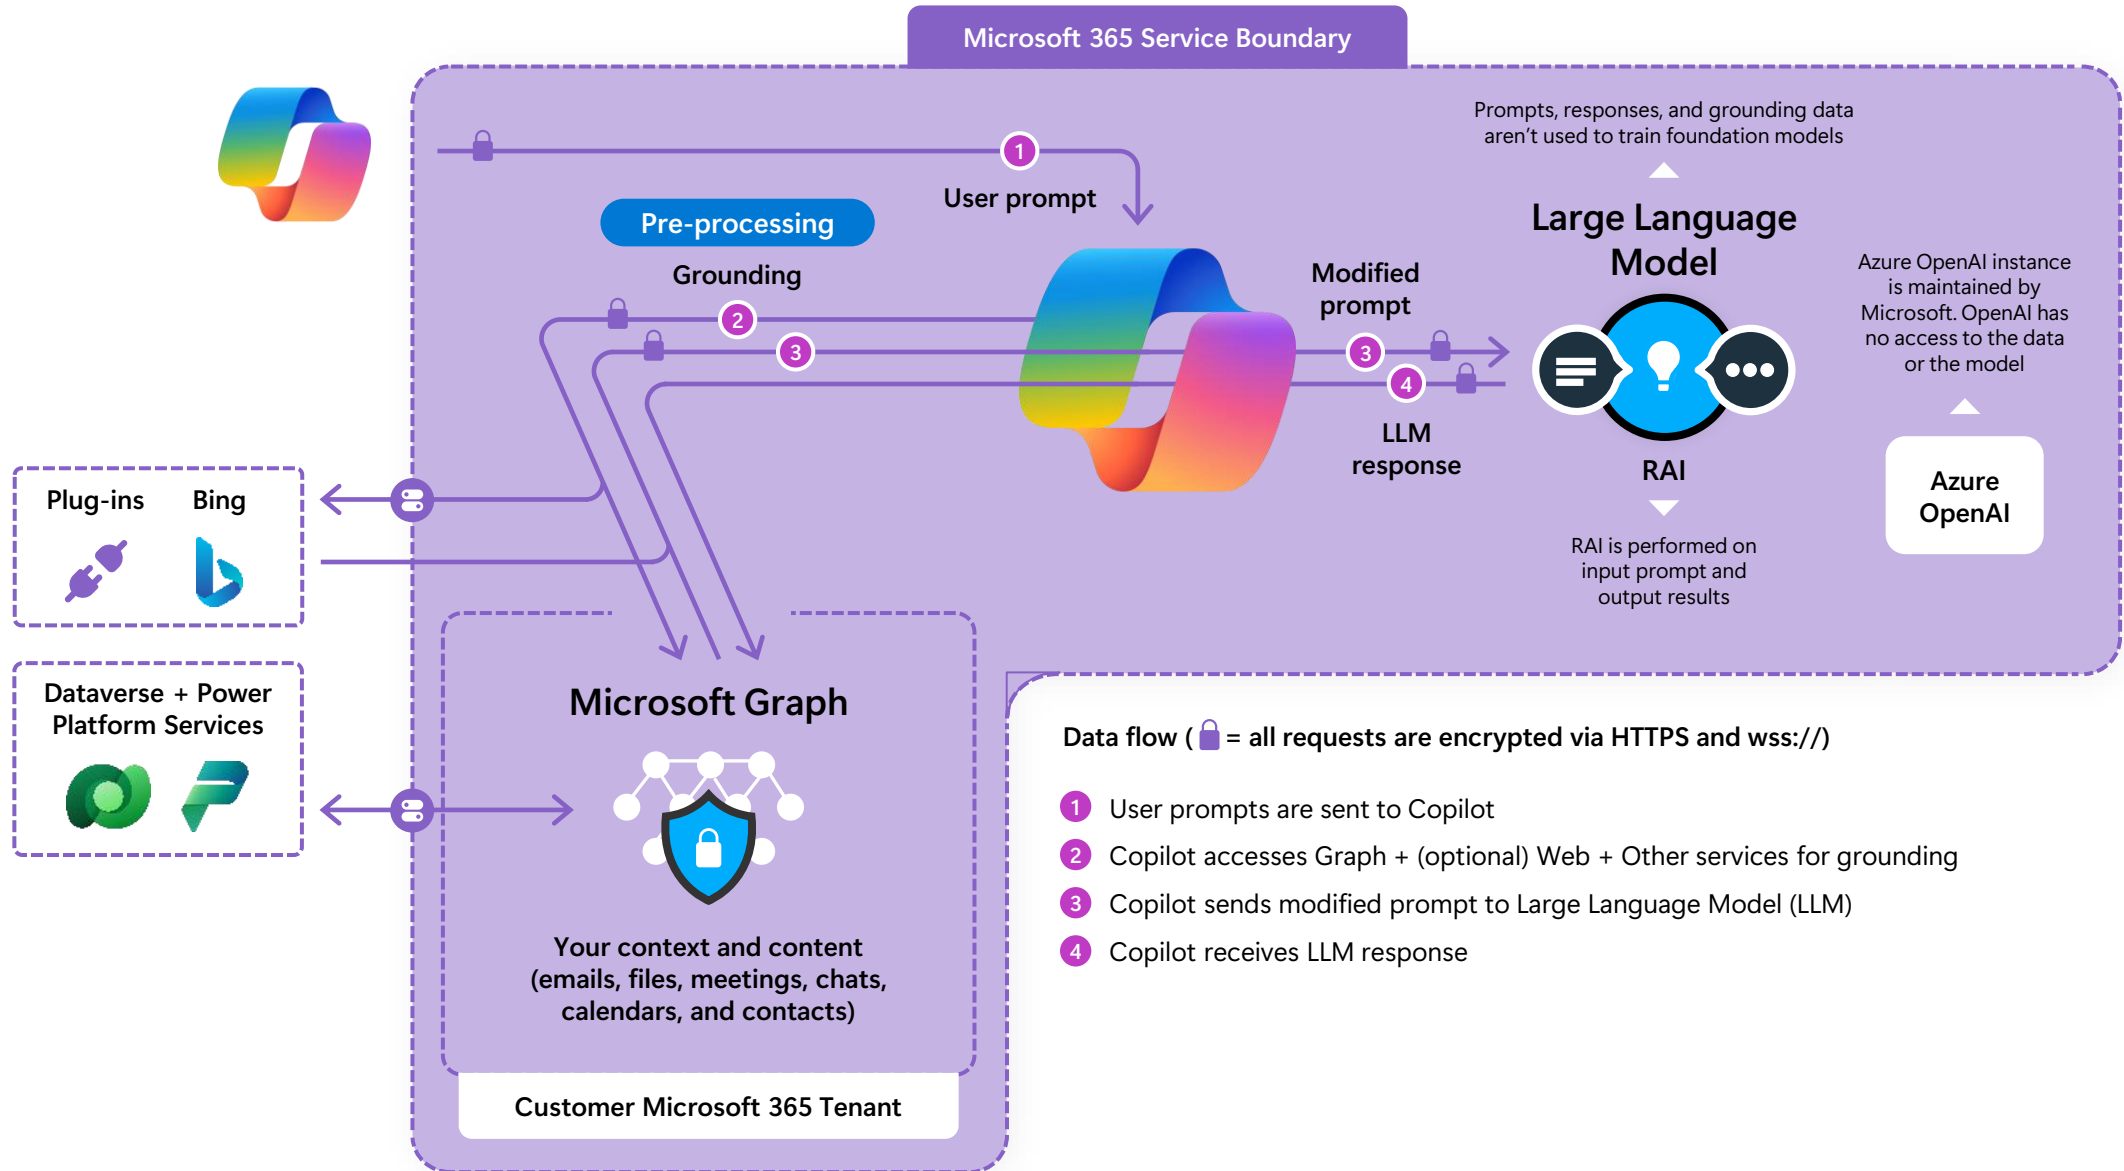 Microsoft 365 Service Boundary
Prompts, responses, and grounding data
aren't used to train foundation models
1
User prompt
Pre-processing
Grounding
2
3
Modified
prompt
3
4
LLM
response
Large Language
Model
RAI
RAI is performed on
input prompt and
output results
Azure OpenAI instance
is maintained by
Microsoft. OpenAI has
no access to the data
or the model
Azure
OpenAI
Plug-ins
Bing
Dataverse + Power
Platform Services
Microsoft Graph
Your context and content
(emails, files, meetings, chats,
calendars, and contacts)
Customer Microsoft 365 Tenant
Data flow ( = all requests are encrypted via HTTPS and wss://)
1 User prompts are sent to Copilot
2 Copilot accesses Graph + (optional) Web + Other services for grounding
3 Copilot sends modified prompt to Large Language Model (LLM)
4 Copilot receives LLM response